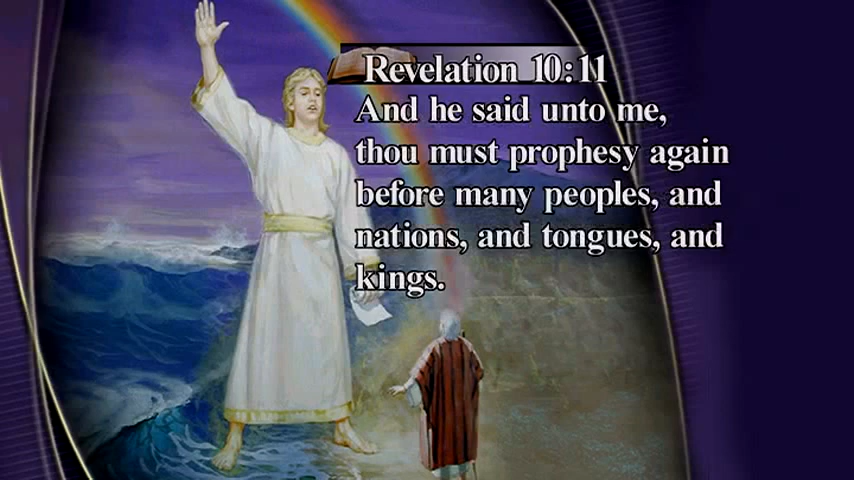 Revelation 10:11
And he said unto me,
thou must prophesy again
before many peoples, and
nations, and tongues, and
kings.